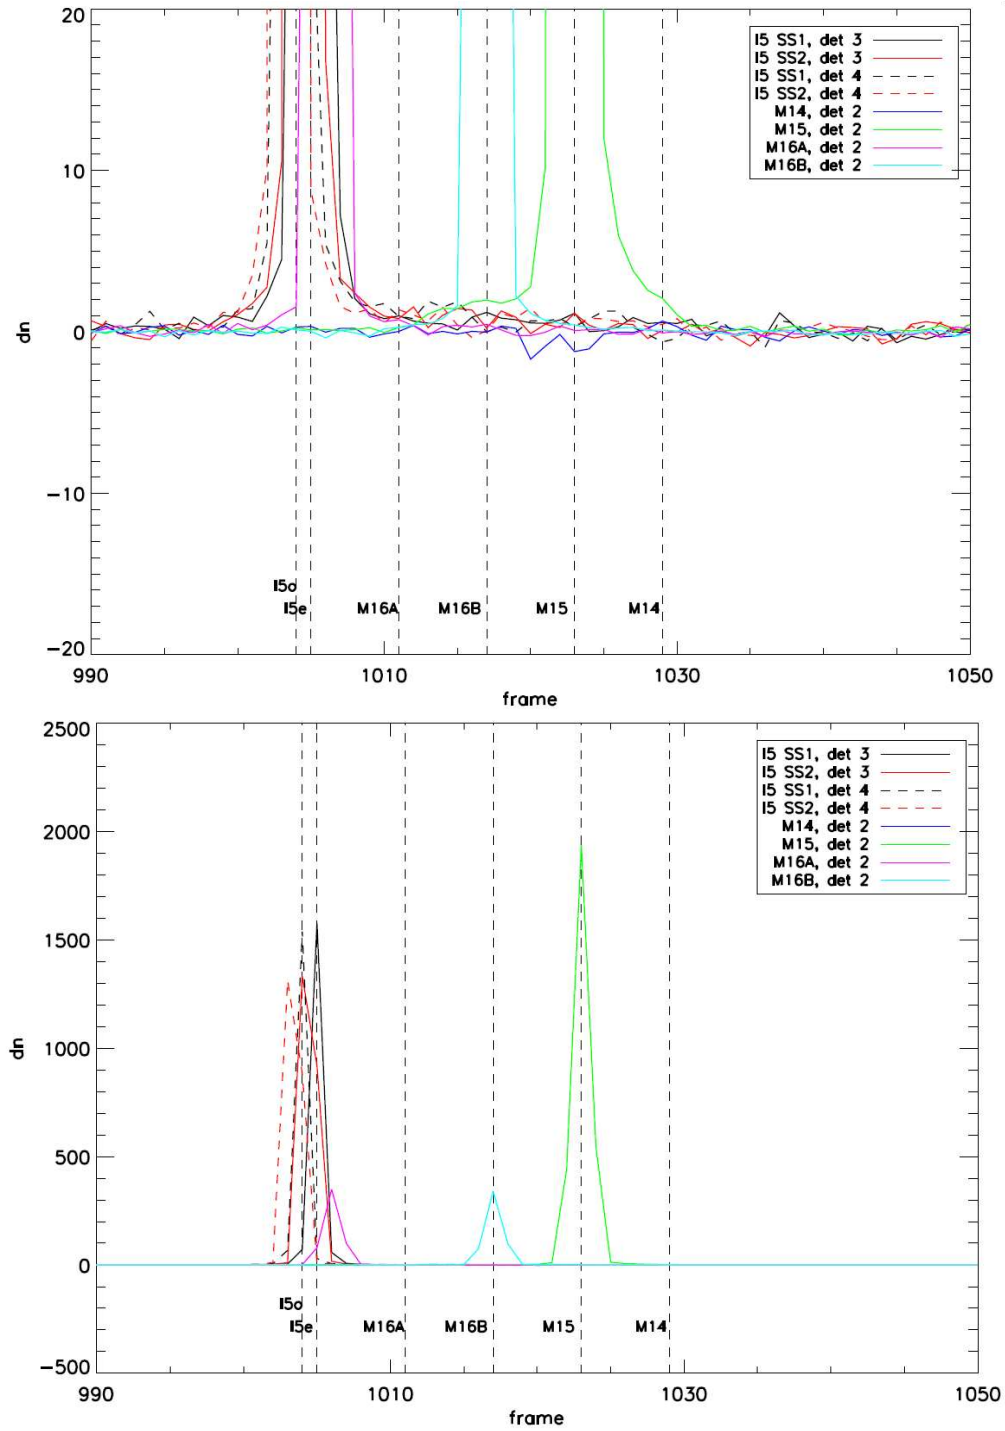 20
10
0
−10
−20
dn
I5 SS1, det 3
I5 SS2, det 3
I5 SS1, det 4
I5 SS2, det 4
M14, det 2
M15, det 2
M16A, det 2
M16B, det 2
I5o
I5e
M16A
M16B
M15
M14
990
1010
1030
1050
frame
2500
2000
1500
1000
500
0
−500
dn
I5 SS1, det 3
I5 SS2, det 3
I5 SS1, det 4
I5 SS2, det 4
M14, det 2
M15, det 2
M16A, det 2
M16B, det 2
I5o
I5e
M16A
M16B
M15
M14
990
1010
1030
1050
frame